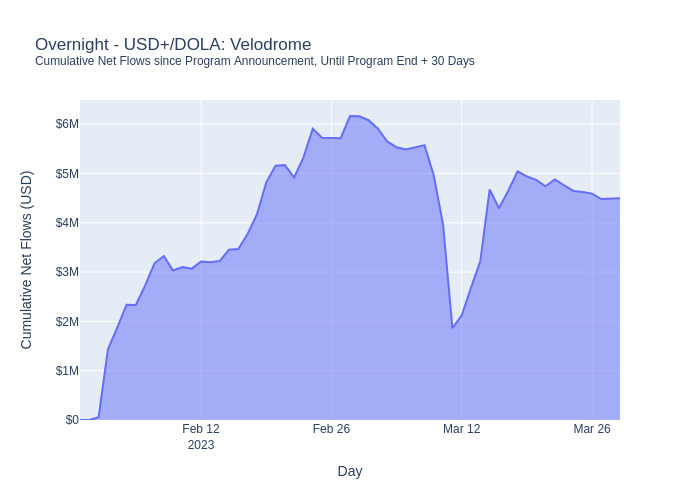 Overnight - USD+/DOLA: Velodrome
Cumulative Net Flows since Program Announcement, Until Program End + 30 Days
Cumulative Net Flows (USD)
$6M
$5M
$4M
$3M
$2M
$1M
$0
Feb 12
2023
Feb 26
Mar 12
Mar 26
Day